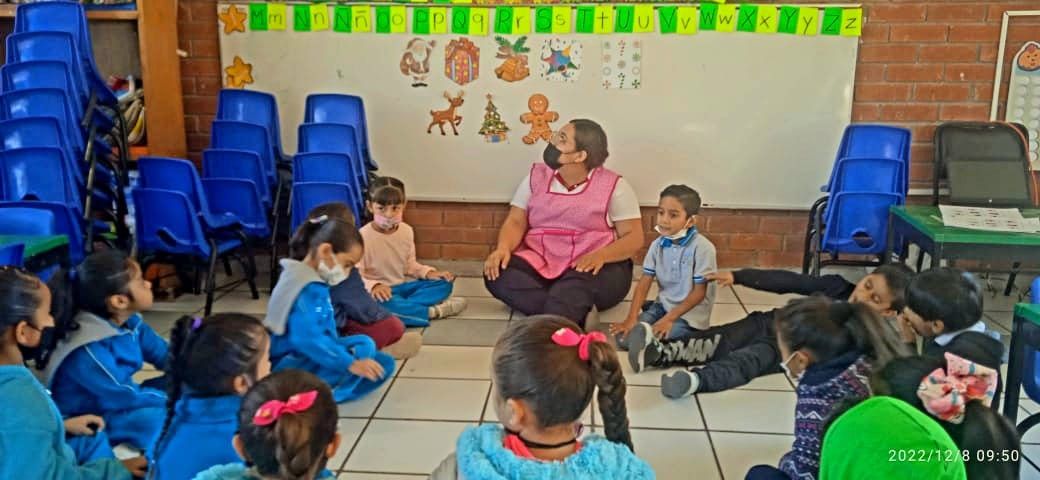 Mm Nn Ññ Oo Pp Qq Rr Ss Tt Uu Vv Ww Xx Yy Zz
YMAN
2022/12/8 09:50